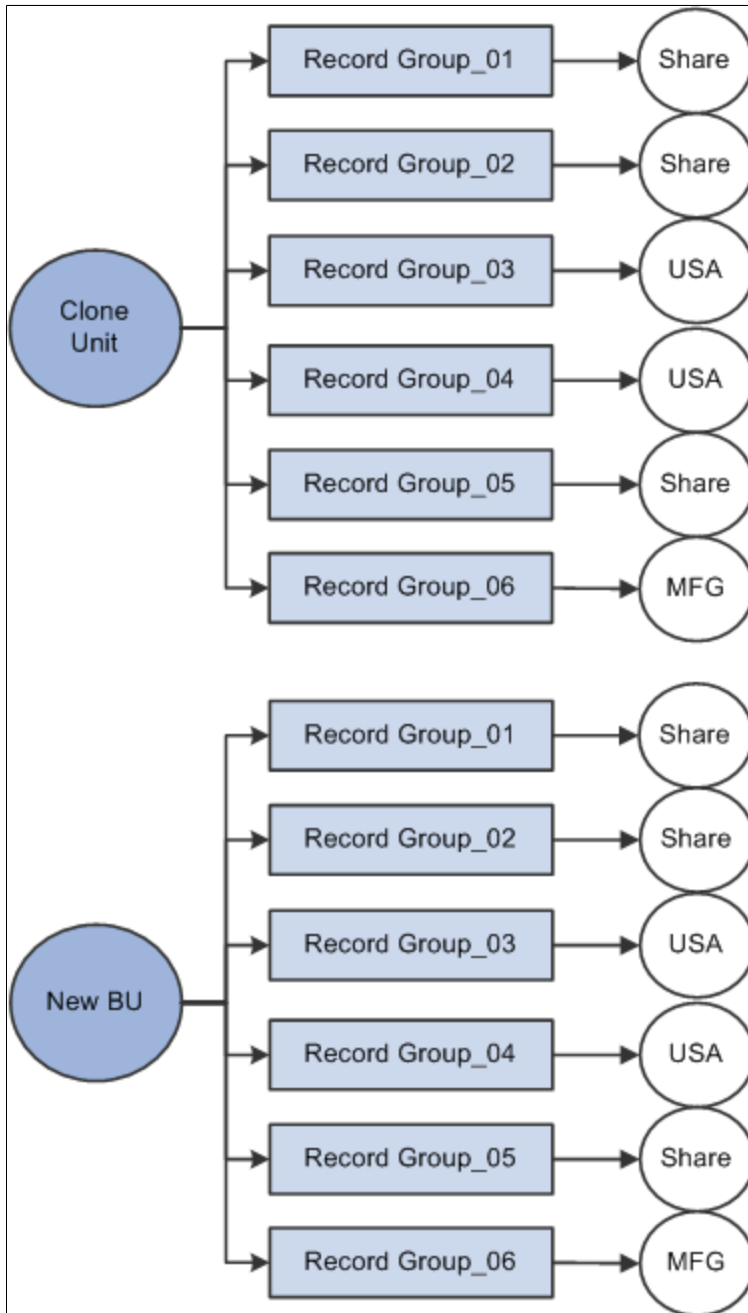 Record Group_01
Share
Record Group_02
Share
Record Group_03
USA
Clone
Unit
Record Group_04
USA
Record Group_05
Share
Record Group_06
MFG
Record Group_01
Share
Record Group_02
Share
Record Group_03
USA
New BU
Record Group_04
USA
Record Group_05
Share
Record Group_06
MFG